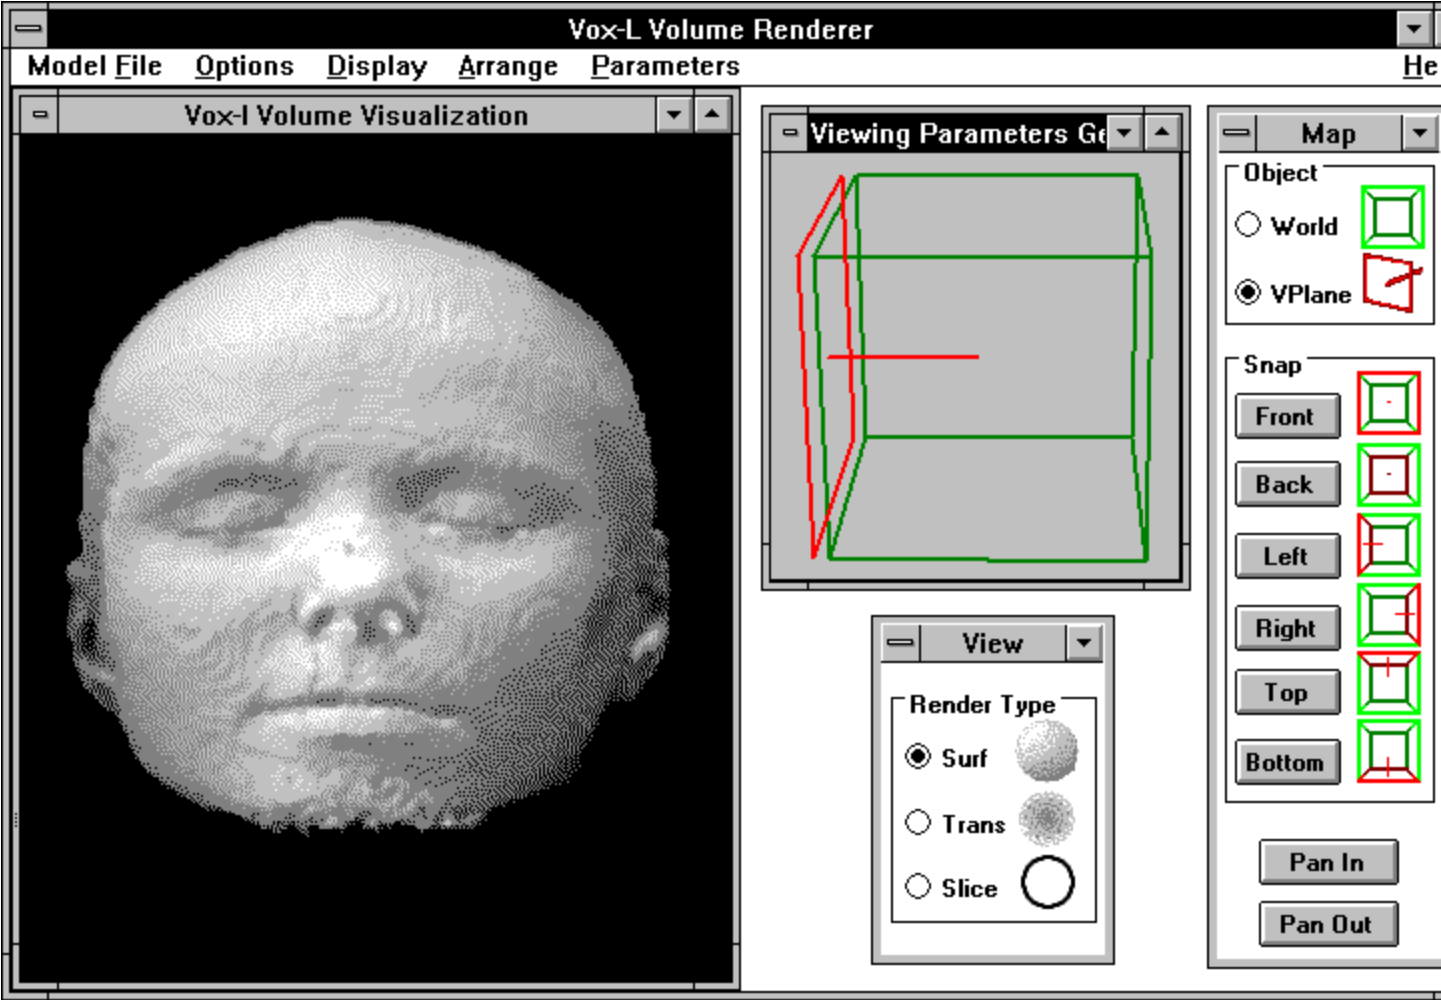 Vox-L Volume Renderer
Model File Options Display Arrange Parameters He
Vox-l Volume Visualization
Viewing Parameters Ge
Map
Object
World
VPlane
Snap
Front
Back
Left
Right
Top
Bottom
Pan In
Pan Out
View
Render Type
Surf
Trans
Slice